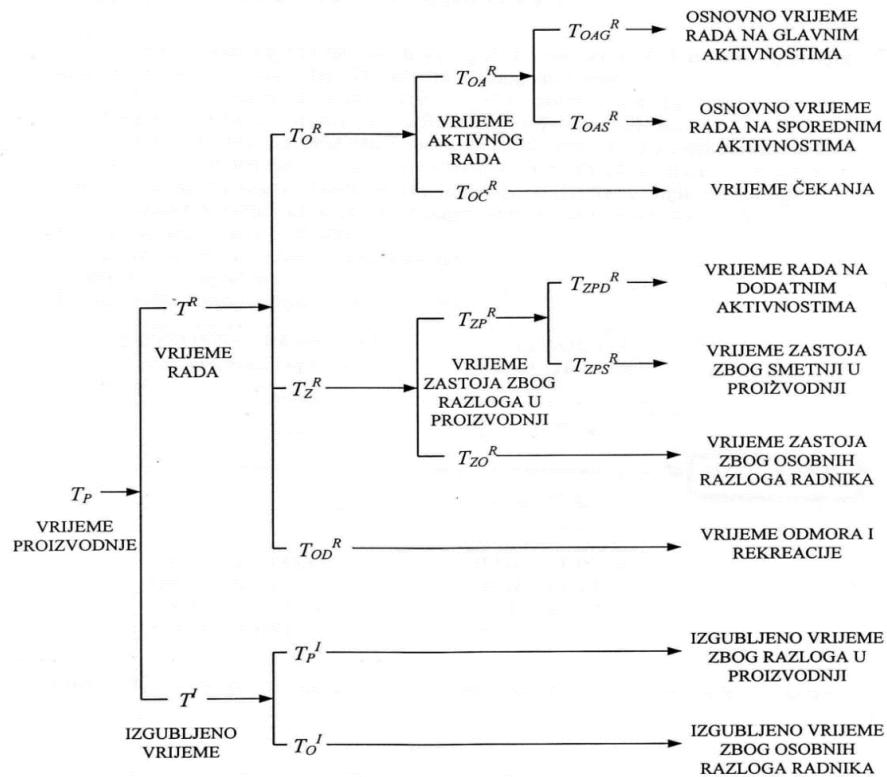 T_OAG^R
OSNOVNO VRIJEME
RADA NA GLAVNIM
AKTIVNOSTIMA
T_OA^R
VRIJEME
AKTIVNOG
RADA
T_OAS^R
OSNOVNO VRIJEME
RADA NA SPOREDNIM
AKTIVNOSTIMA
T_O^R
T_OČ^R
VRIJEME ČEKANJA
T^R
VRIJEME
RADA
T_ZP^R
VRIJEME
ZASTOJA ZBOG
RAZLOGA U
PROIZVODNJI
T_ZPD^R
VRIJEME RADA NA
DODATNIM
AKTIVNOSTIMA
T_ZPS^R
VRIJEME ZASTOJA
ZBOG SMETNJI U
PROIŽVODNJI
T_Z^R
T_ZO^R
VRIJEME ZASTOJA
ZBOG OSOBNIH
RAZLOGA RADNIKA
T_P
VRIJEME
PROIZVODNJE
T_OD^R
VRIJEME ODMORA I
REKREACIJE
T_P^I
IZGUBLJENO VRIJEME
ZBOG RAZLOGA U
PROIZVODNJI
T^I
IZGUBLJENO
VRIJEME
T_O^I
IZGUBLJENO VRIJEME
ZBOG OSOBNIH
RAZLOGA RADNIKA